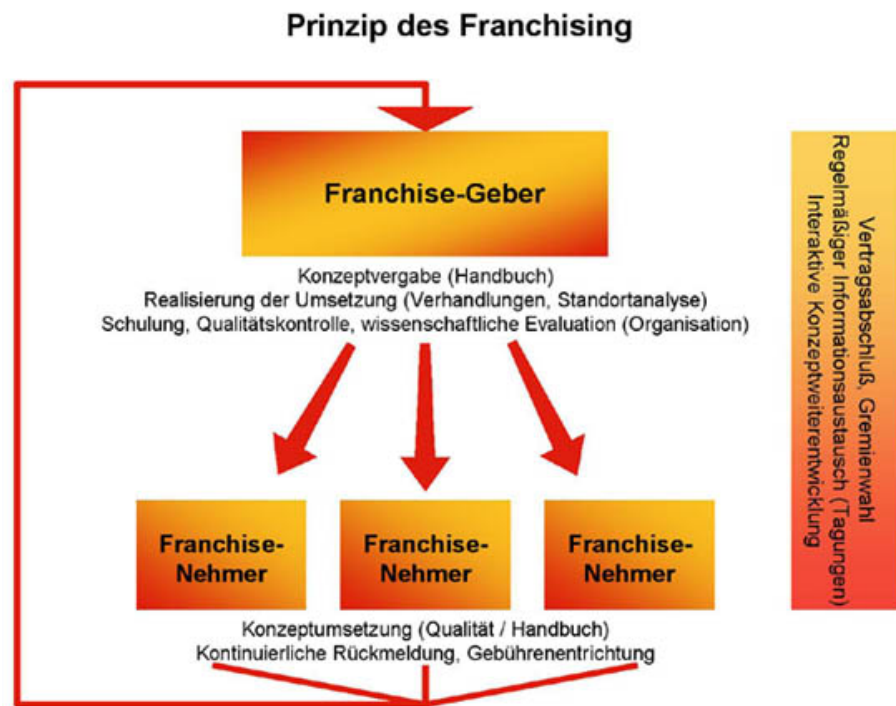 Prinzip des Franchising
Franchise-Geber
Konzeptvergabe (Handbuch)
Realisierung der Umsetzung (Verhandlungen, Standortanalyse)
Schulung, Qualitätskontrolle, wissenschaftliche Evaluation (Organisation)
Franchise-
Nehmer
Franchise-
Nehmer
Franchise-
Nehmer
Konzeptumsetzung (Qualität / Handbuch)
Kontinuierliche Rückmeldung, Gebührenentrichtung
Vertragsabschluß, Gremienwahl
Regelmäßiger Informationsaustausch (Tagungen)
Interaktive Konzeptweiterentwicklung